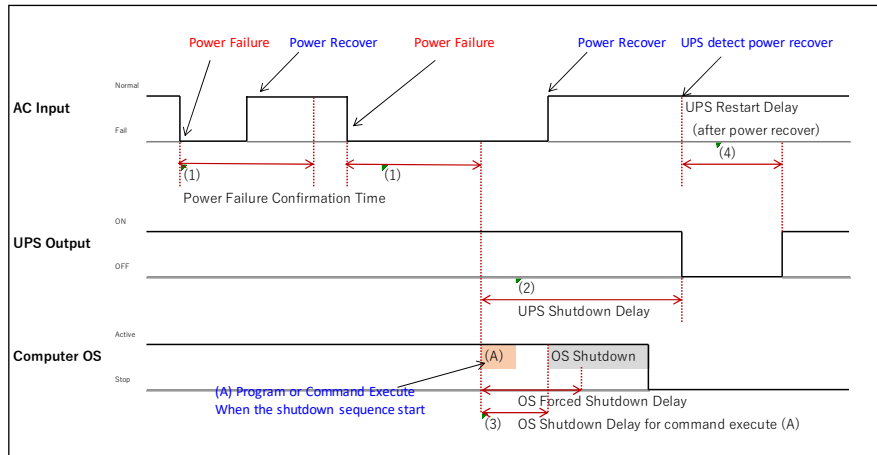 Power Failure
Power Recover
Power Failure
Power Recover
UPS detect power recover
Normal
AC Input
Fail
UPS Restart Delay
(after power recover)
(1)
(1)
(4)
Power Failure Confirmation Time
ON
UPS Output
OFF
(2)
UPS Shutdown Delay
Active
Computer OS
(A)
OS Shutdown
Stop
(A) Program or Command Execute
When the shutdown sequence start
OS Forced Shutdown Delay
(3)
OS Shutdown Delay for command execute (A)